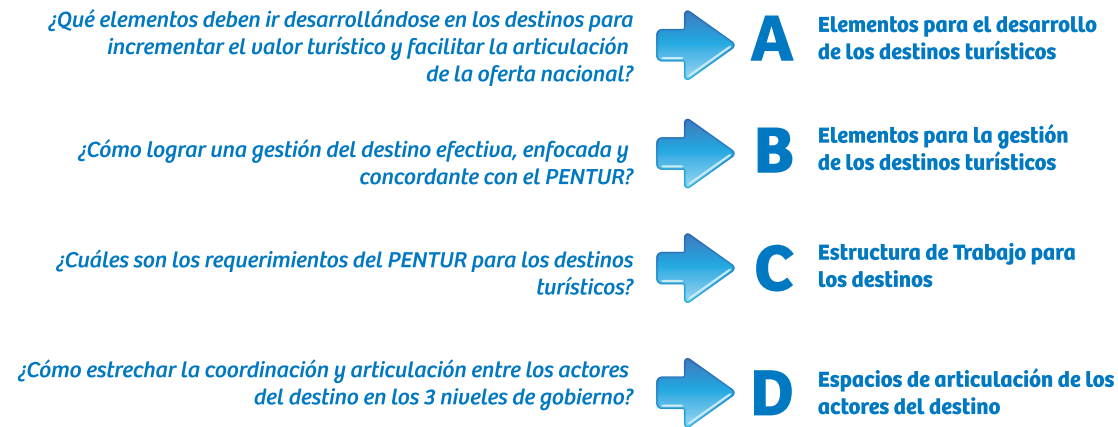 ¿Qué elementos deben ir desarrollándose en los destinos para
incrementar el valor turístico y facilitar la articulación
de la oferta nacional?
A
Elementos para el desarrollo
de los destinos turísticos
¿Cómo lograr una gestión del destino efectiva, enfocada y
concordante con el PENTUR?
B
Elementos para la gestión
de los destinos turísticos
¿Cuáles son los requerimientos del PENTUR para los destinos
turísticos?
C
Estructura de Trabajo para
los destinos
¿Cómo estrechar la coordinación y articulación entre los actores
del destino en los 3 niveles de gobierno?
D
Espacios de articulación de los
actores del destino